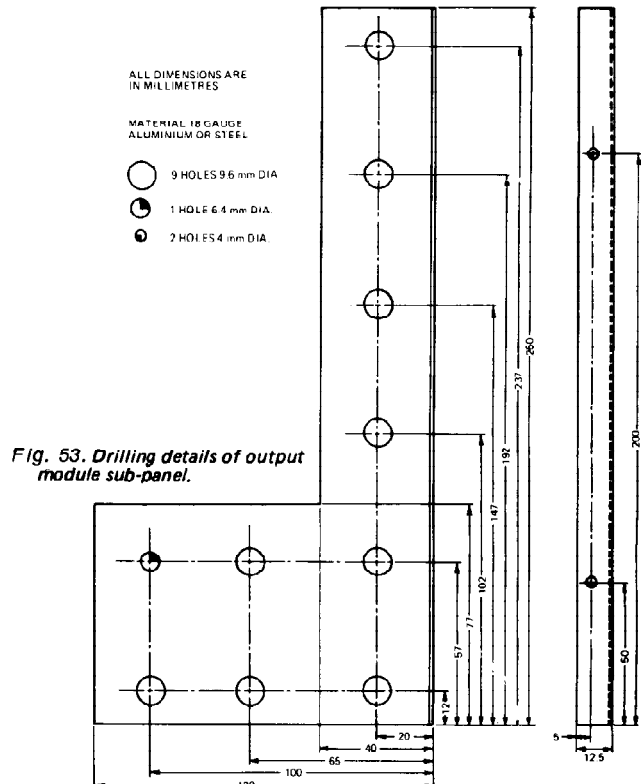 ALL DIMENSIONS ARE
IN MILLIMETRES
MATERIAL 18 GAUGE
ALUMINIUM OR STEEL
9 HOLES 9.6 mm DIA
1 HOLE 6.4 mm DIA.
2 HOLES 4 mm DIA.
Fig. 53. Drilling details of output
module sub-panel.
260
237
192
147
102
77
57
12
20
40
65
100
200
50
12.5